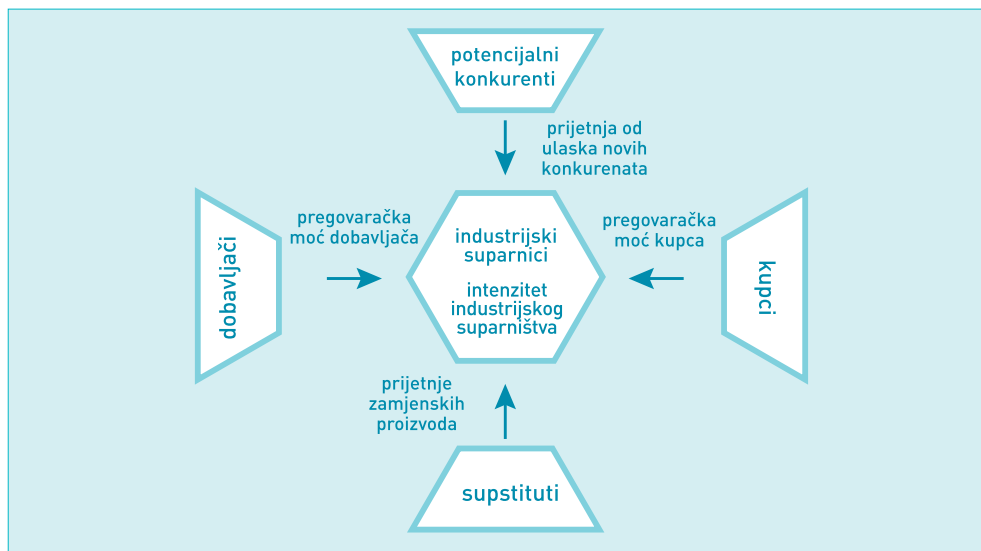 potencijalni
konkurenti
prijetnja od
ulaska novih
konkurenata
dobavljači
pregovaračka
moć dobavljača
industrijski
suparnici
intenzitet
industrijskog
suparništva
pregovaračka
moć kupca
kupci
prijetnje
zamjenskih
proizvoda
supstituti